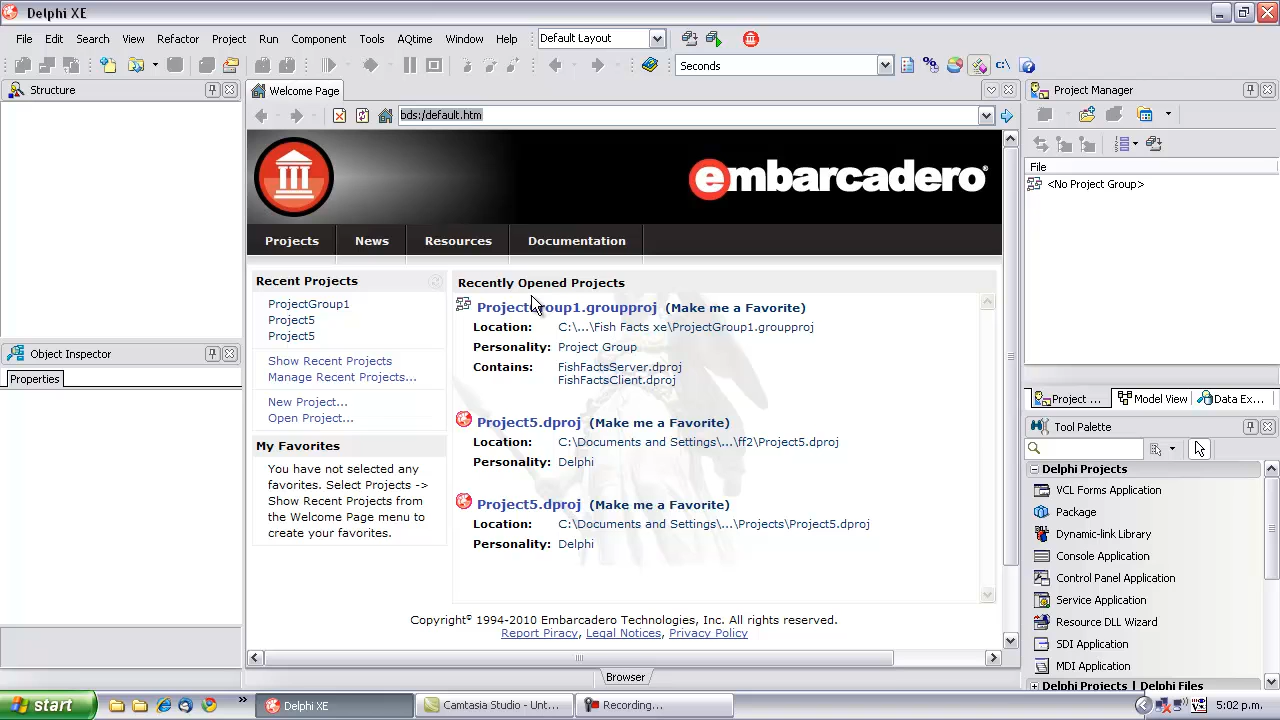 Delphi XE
File Edit Search View Refactor Project Run Component Tools AQtime Window Help Default Layout
Seconds
Structure
Welcome Page
Project Manager
bds:/default.htm
File
<No Project Group>
embarcadero®
Projects News Resources Documentation
Recent Projects
ProjectGroup1
Project5
Project5
Show Recent Projects
Manage Recent Projects...
New Project...
Open Project...
My Favorites
You have not selected any
favorites. Select Projects ->
Show Recent Projects from
the Welcome Page menu to
create your favorites.
Recently Opened Projects
ProjectGroup1.groupproj (Make me a Favorite)
Location: C:\...\Fish Facts xe\ProjectGroup1.groupproj
Personality: Project Group
Contains: FishFactsServer.dproj
FishFactsClient.dproj
Project5.dproj (Make me a Favorite)
Location: C:\Documents and Settings\...\ff2\Project5.dproj
Personality: Delphi
Project5.dproj (Make me a Favorite)
Location: C:\Documents and Settings\...\Projects\Project5.dproj
Personality: Delphi
Copyright© 1994-2010 Embarcadero Technologies, Inc. All rights reserved.
Report Piracy, Legal Notices, Privacy Policy
Browser
Object Inspector
Properties
Project ... Model View Data Ex...
Tool Palette
Delphi Projects
VCL Forms Application
Package
Dynamic-link Library
Console Application
Control Panel Application
Service Application
Resource DLL Wizard
SDI Application
MDI Application
Delphi Projects | Delphi Files
start
Delphi XE
Camtasia Studio - Unt...
Recording...
5:02 p.m.